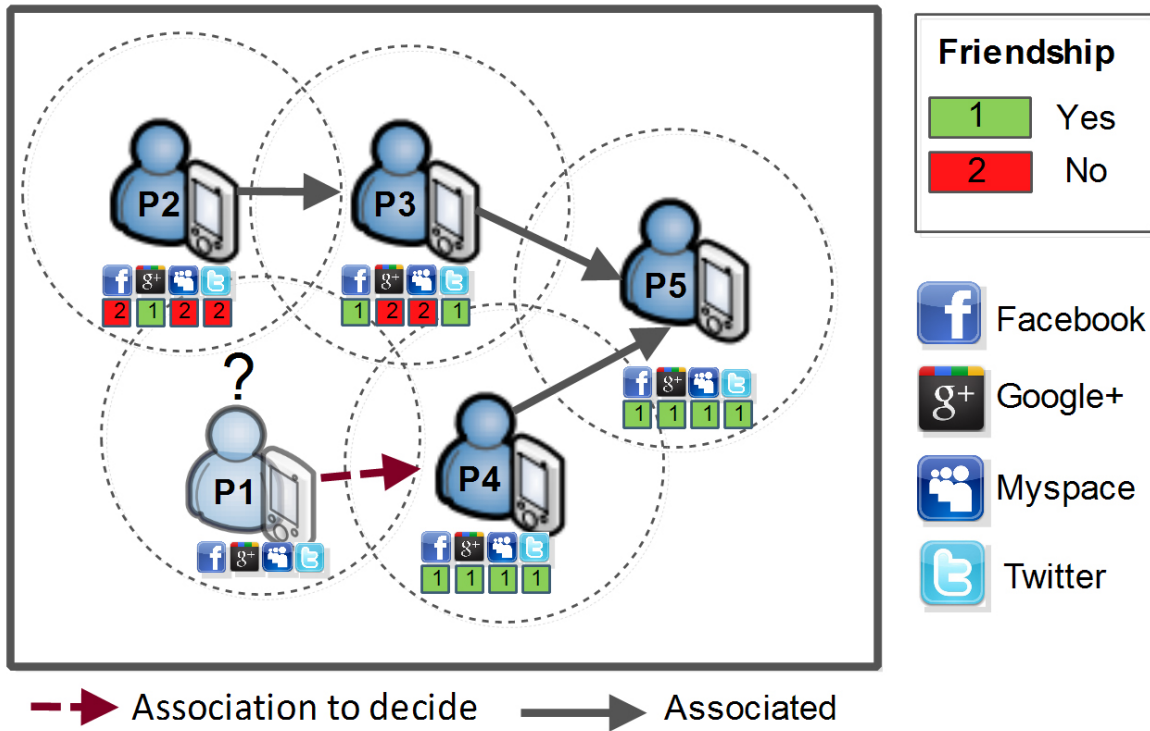 Friendship
1 Yes
2 No
P2
P3
P5
f g+ t
2 1 2 2
f g+ t
1 2 2 1
?
f g+ t
1 1 1 1
P1
P4
f g+ t
f g+ t
1 1 1 1
f Facebook
g+ Google+
Myspace
t Twitter
Association to decide
Associated